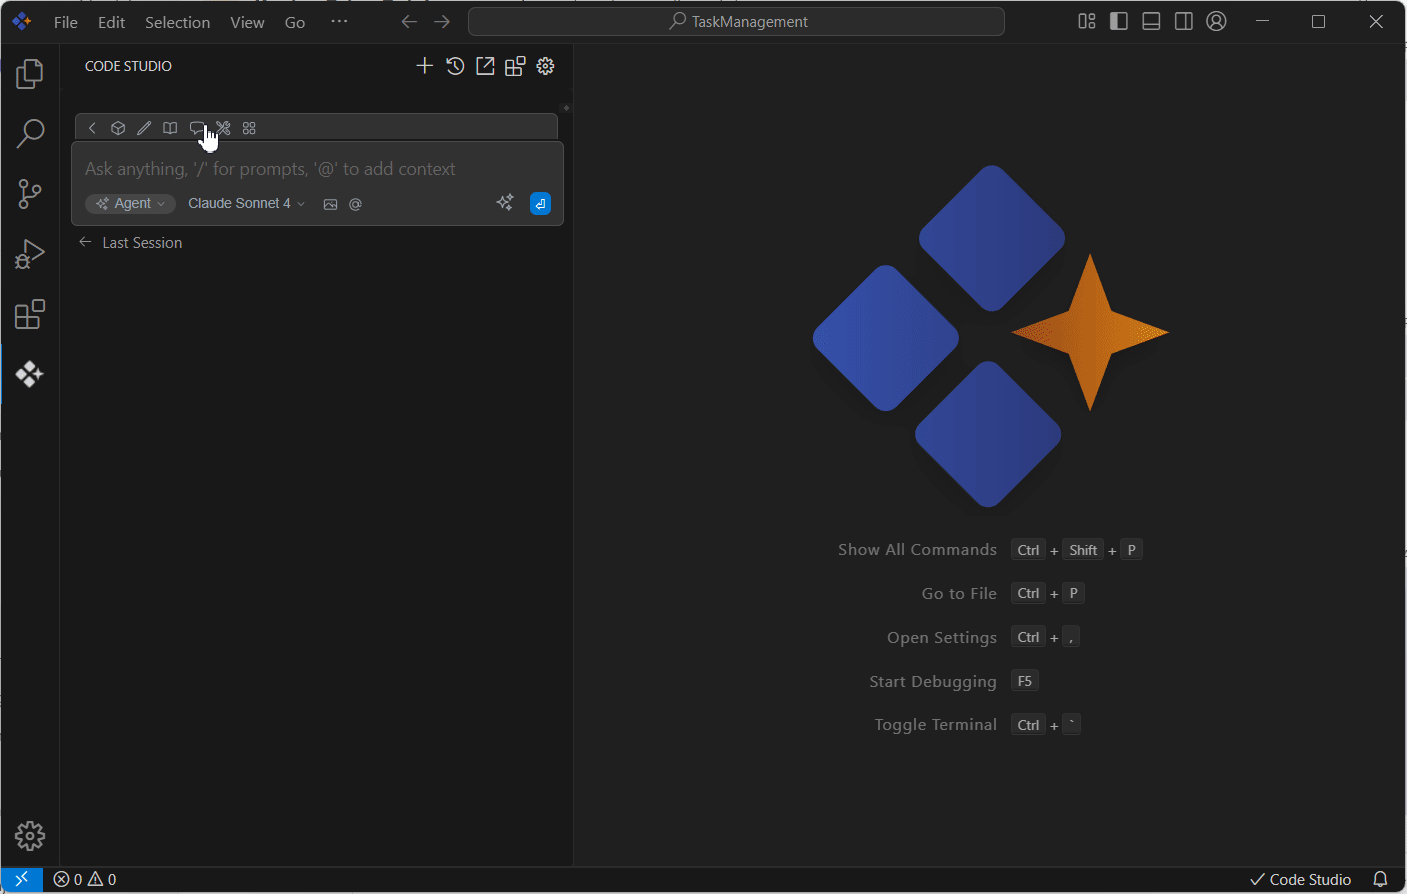 File Edit Selection View Go ··· TaskManagement
CODE STUDIO
Ask anything, '/' for prompts, '@' to add context
Agent Claude Sonnet 4 @
Last Session
Show All Commands Ctrl + Shift + P
Go to File Ctrl + P
Open Settings Ctrl + ,
Start Debugging F5
Toggle Terminal Ctrl + `
0 0 Code Studio